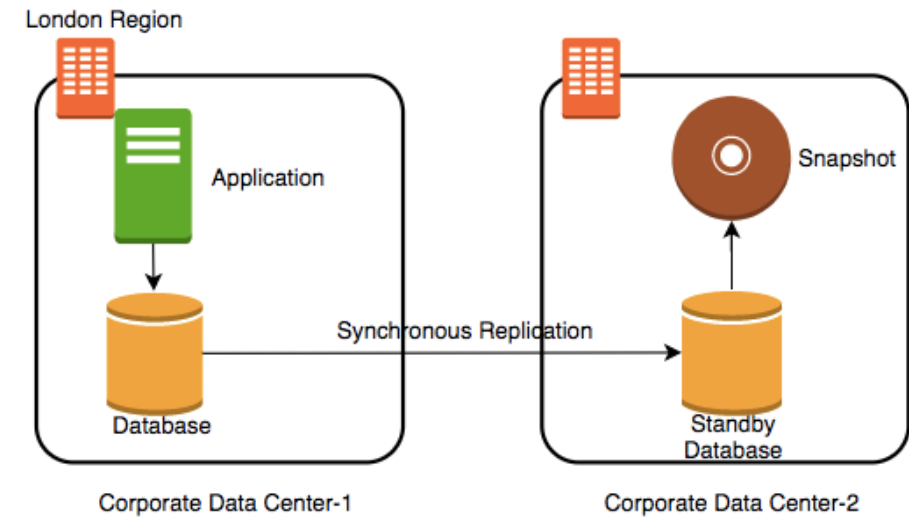 London Region
Application
Snapshot
Synchronous Replication
Database
Standby
Database
Corporate Data Center-1
Corporate Data Center-2